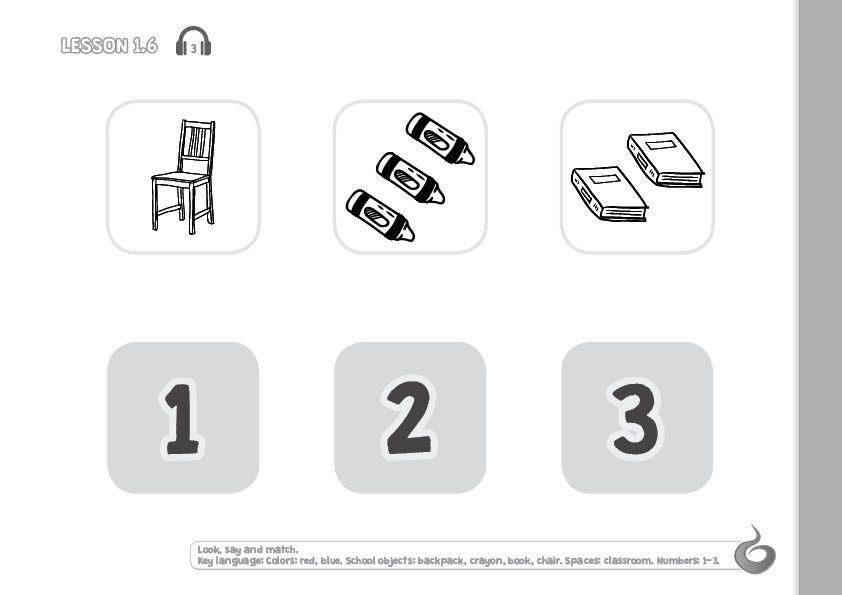 LESSON 1.6
3
1 2 3
Look, say and match.
Key language: Colors: red, blue. School objects: backpack, crayon, book, chair. Spaces: classroom. Numbers: 1-3.